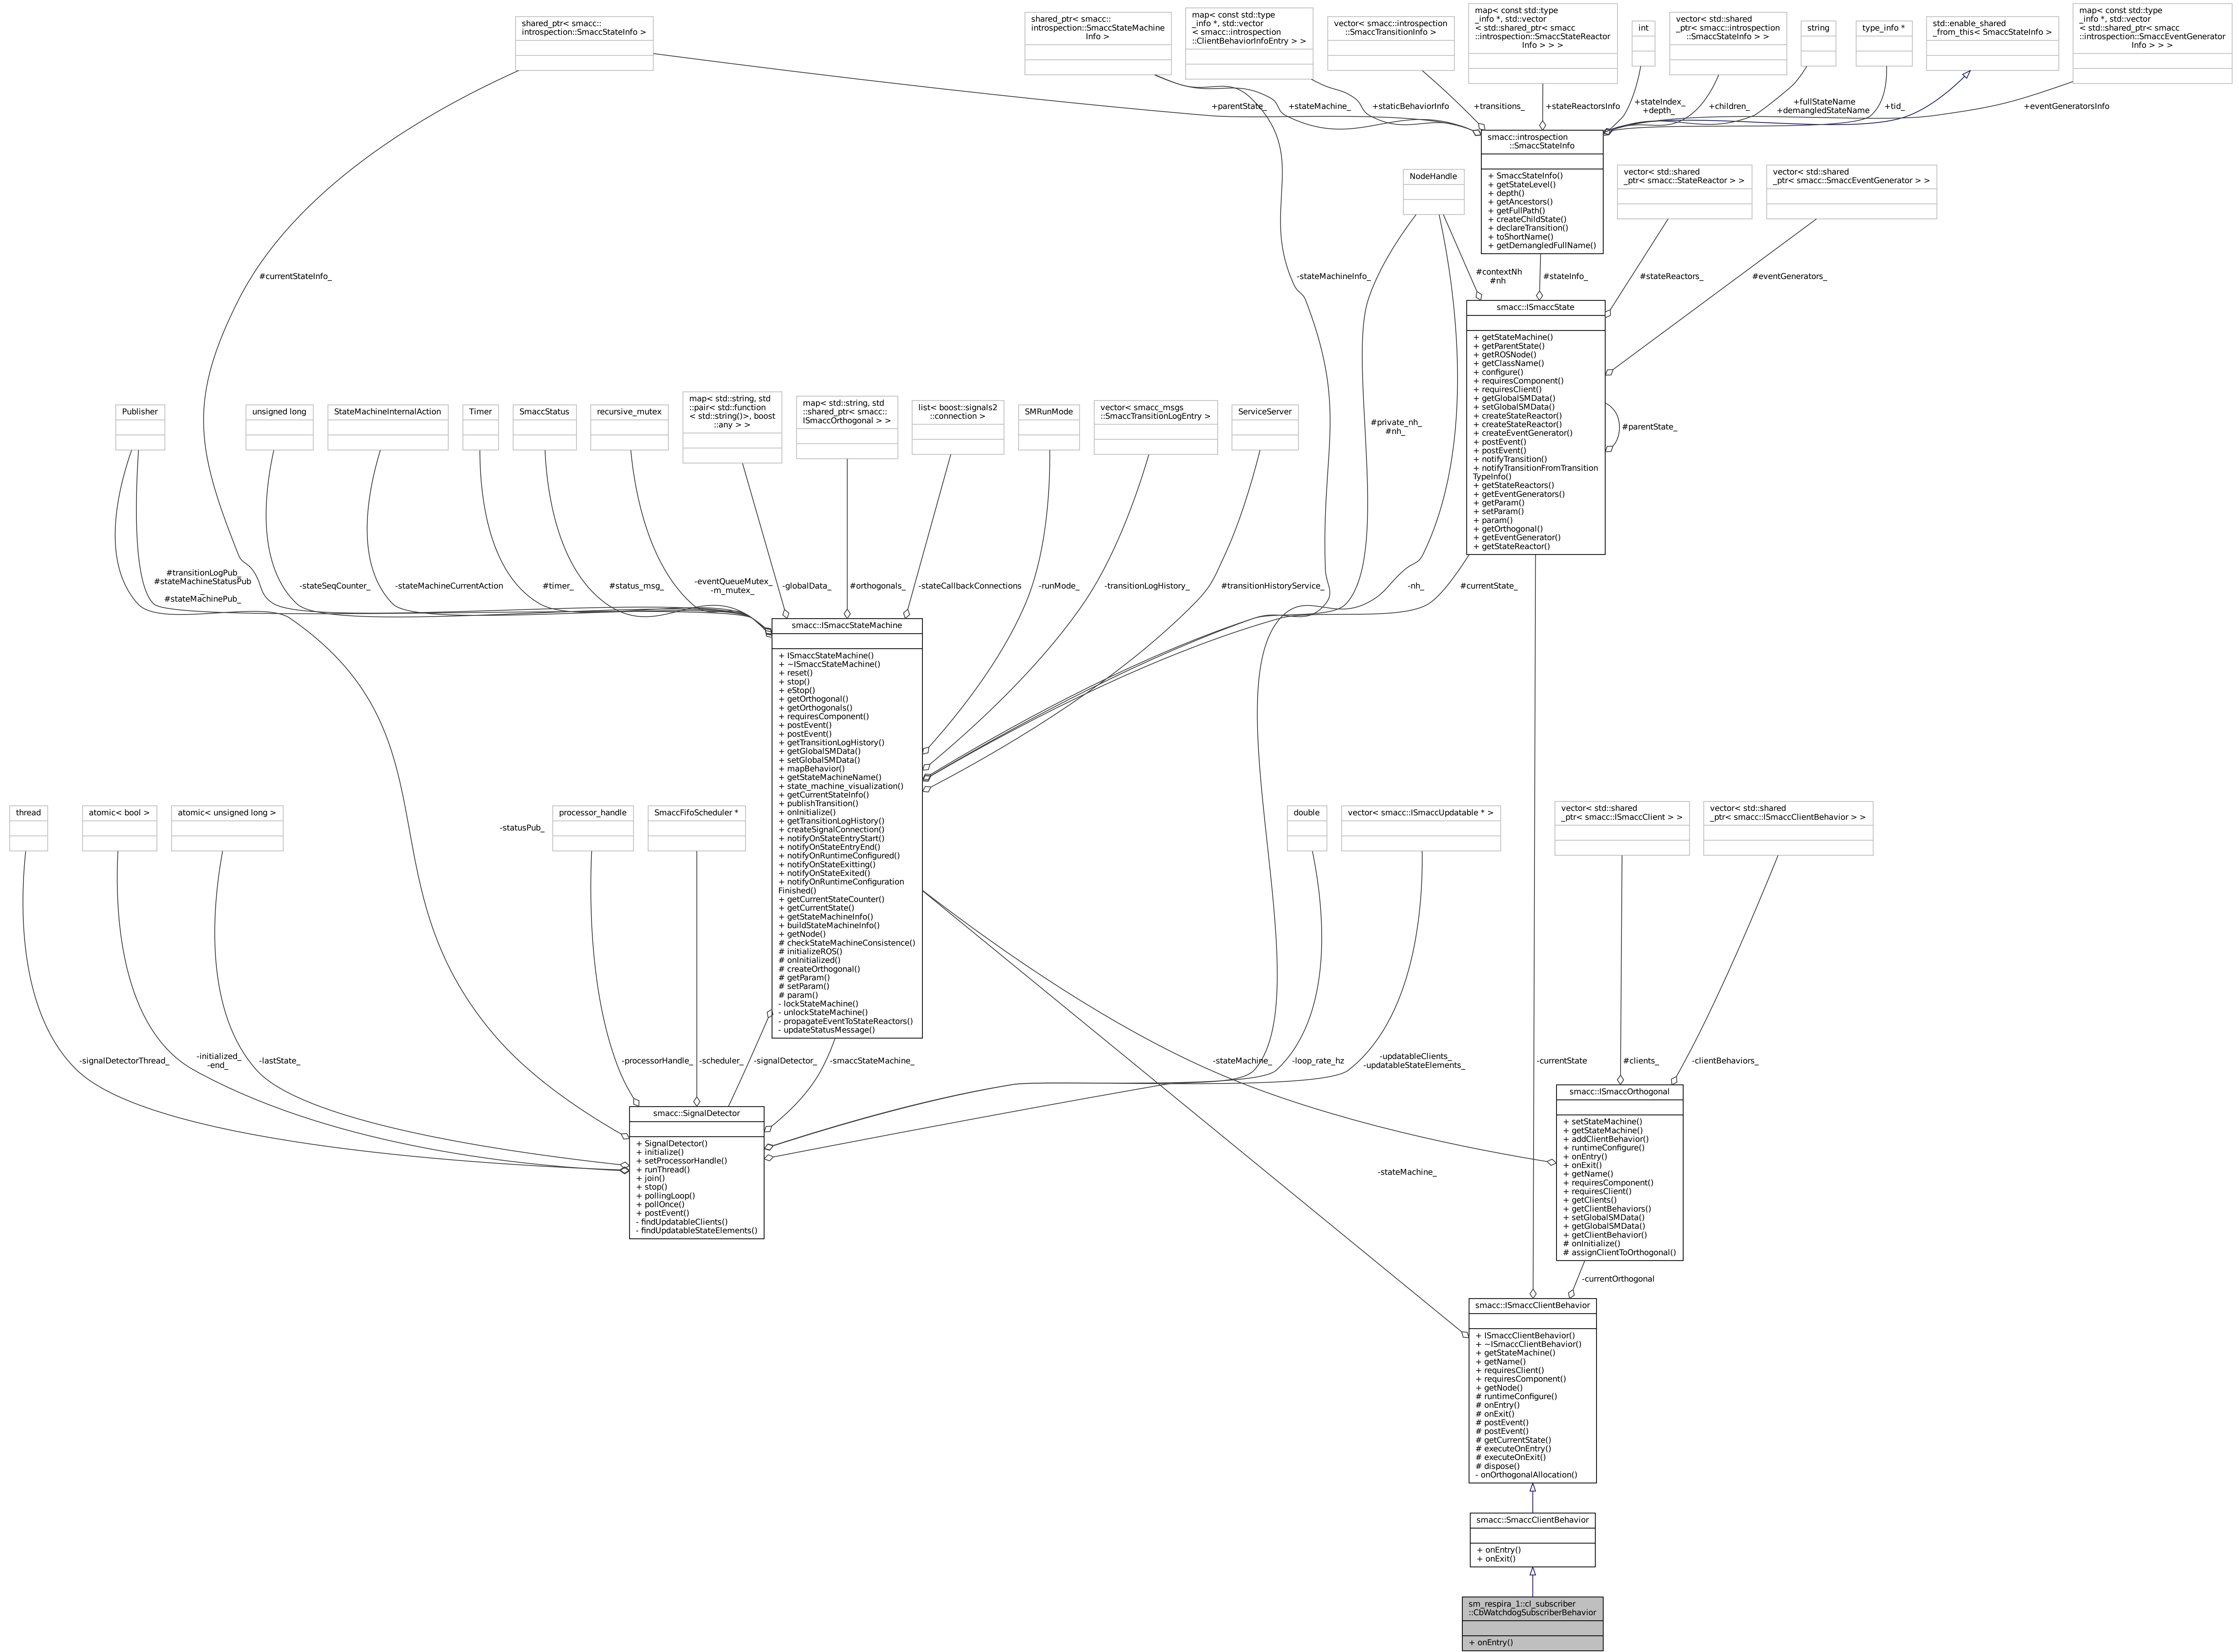 shared_ptr< smacc::
introspection::SmaccStateInfo >
shared_ptr< smacc::
introspection::SmaccStateMachine
Info >
map< const std::type
_info *, std::vector
< smacc::introspection
::ClientBehaviorInfoEntry > >
vector< smacc::introspection
::SmaccTransitionInfo >
map< const std::type
_info *, std::vector
< std::shared_ptr< smacc
::introspection::SmaccStateReactor
Info > > >
int
vector< std::shared
_ptr< smacc::introspection
::SmaccStateInfo > >
string
type_info *
std::enable_shared
_from_this< SmaccStateInfo >
map< const std::type
_info *, std::vector
< std::shared_ptr< smacc
::introspection::SmaccEventGenerator
Info > > >
+parentState_
+stateMachine_
+staticBehaviorInfo
+transitions_
+stateReactorsInfo
+stateIndex_
+depth_
+children_
+fullStateName
+demangledStateName
+tid_
+eventGeneratorsInfo
smacc::introspection
::SmaccStateInfo
+ SmaccStateInfo()
+ getStateLevel()
+ depth()
+ getAncestors()
+ getFullPath()
+ createChildState()
+ declareTransition()
+ toShortName()
+ getDemangledFullName()
NodeHandle
vector< std::shared
_ptr< smacc::StateReactor > >
vector< std::shared
_ptr< smacc::SmaccEventGenerator > >
#currentStateInfo_
-stateMachineInfo_
#contextNh
#nh
#stateInfo_
#stateReactors_
#eventGenerators_
smacc::ISmaccState
+ getStateMachine()
+ getParentState()
+ getROSNode()
+ getClassName()
+ configure()
+ requiresComponent()
+ requiresClient()
+ getGlobalSMData()
+ setGlobalSMData()
+ createStateReactor()
+ createStateReactor()
+ createEventGenerator()
+ postEvent()
+ postEvent()
+ notifyTransition()
+ notifyTransitionFromTransition
TypeInfo()
+ getStateReactors()
+ getEventGenerators()
+ getParam()
+ setParam()
+ param()
+ getOrthogonal()
+ getEventGenerator()
+ getStateReactor()
#parentState_
Publisher
unsigned long
StateMachineInternalAction
Timer
SmaccStatus
recursive_mutex
map< std::string, std
::pair< std::function
< std::string()>, boost
::any > >
map< std::string, std
::shared_ptr< smacc::
ISmaccOrthogonal > >
list< boost::signals2
::connection >
SMRunMode
vector< smacc_msgs
::SmaccTransitionLogEntry >
ServiceServer
#private_nh_
#nh_
#transitionLogPub_
#stateMachineStatusPub
_
#stateMachinePub_
-stateSeqCounter_
-stateMachineCurrentAction
#timer_
#status_msg_
-eventQueueMutex_
-m_mutex_
-globalData_
#orthogonals_
-stateCallbackConnections
-runMode_
-transitionLogHistory_
#transitionHistoryService_
-nh_
#currentState_
smacc::ISmaccStateMachine
+ ISmaccStateMachine()
+ ~ISmaccStateMachine()
+ reset()
+ stop()
+ eStop()
+ getOrthogonal()
+ getOrthogonals()
+ requiresComponent()
+ postEvent()
+ postEvent()
+ getTransitionLogHistory()
+ getGlobalSMData()
+ setGlobalSMData()
+ mapBehavior()
+ getStateMachineName()
+ state_machine_visualization()
+ getCurrentStateInfo()
+ publishTransition()
+ onInitialize()
+ getTransitionLogHistory()
+ createSignalConnection()
+ notifyOnStateEntryStart()
+ notifyOnStateEntryEnd()
+ notifyOnRuntimeConfigured()
+ notifyOnStateExitting()
+ notifyOnStateExited()
+ notifyOnRuntimeConfiguration
Finished()
+ getCurrentStateCounter()
+ getCurrentState()
+ getStateMachineInfo()
+ buildStateMachineInfo()
+ getNode()
# checkStateMachineConsistence()
# initializeROS()
# onInitialized()
# createOrthogonal()
# getParam()
# setParam()
# param()
- lockStateMachine()
- unlockStateMachine()
- propagateEventToStateReactors()
- updateStatusMessage()
thread
atomic< bool >
atomic< unsigned long >
-statusPub_
processor_handle
SmaccFifoScheduler *
double
vector< smacc::ISmaccUpdatable * >
vector< std::shared
_ptr< smacc::ISmaccClient > >
vector< std::shared
_ptr< smacc::ISmaccClientBehavior > >
-signalDetectorThread_
-initialized_
-end_
-lastState_
-processorHandle_
-scheduler_
-signalDetector_
-smaccStateMachine_
-stateMachine_
-loop_rate_hz
-updatableClients_
-updatableStateElements_
-currentState
#clients_
-clientBehaviors_
smacc::SignalDetector
+ SignalDetector()
+ initialize()
+ setProcessorHandle()
+ runThread()
+ join()
+ stop()
+ pollingLoop()
+ pollOnce()
+ postEvent()
- findUpdatableClients()
- findUpdatableStateElements()
smacc::ISmaccOrthogonal
+ setStateMachine()
+ getStateMachine()
+ addClientBehavior()
+ runtimeConfigure()
+ onEntry()
+ onExit()
+ getName()
+ requiresComponent()
+ requiresClient()
+ getClients()
+ getClientBehaviors()
+ setGlobalSMData()
+ getGlobalSMData()
+ getClientBehavior()
# onInitialize()
# assignClientToOrthogonal()
-stateMachine_
-currentOrthogonal
smacc::ISmaccClientBehavior
+ ISmaccClientBehavior()
+ ~ISmaccClientBehavior()
+ getStateMachine()
+ getName()
+ requiresClient()
+ requiresComponent()
+ getNode()
# runtimeConfigure()
# onEntry()
# onExit()
# postEvent()
# postEvent()
# getCurrentState()
# executeOnEntry()
# executeOnExit()
# dispose()
- onOrthogonalAllocation()
smacc::SmaccClientBehavior
+ onEntry()
+ onExit()
sm_respira_1::cl_subscriber
::CbWatchdogSubscriberBehavior
+ onEntry()